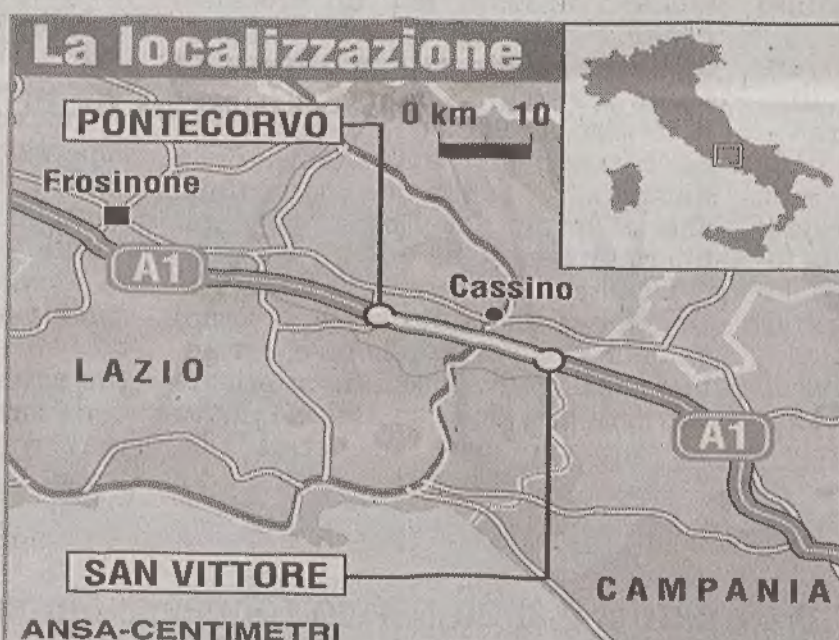 La localizzazione
PONTECORVO
0 km 10
Frosinone
A1
Cassino
LAZIO
A1
SAN VITTORE
CAMPANIA
ANSA-CENTIMETRI